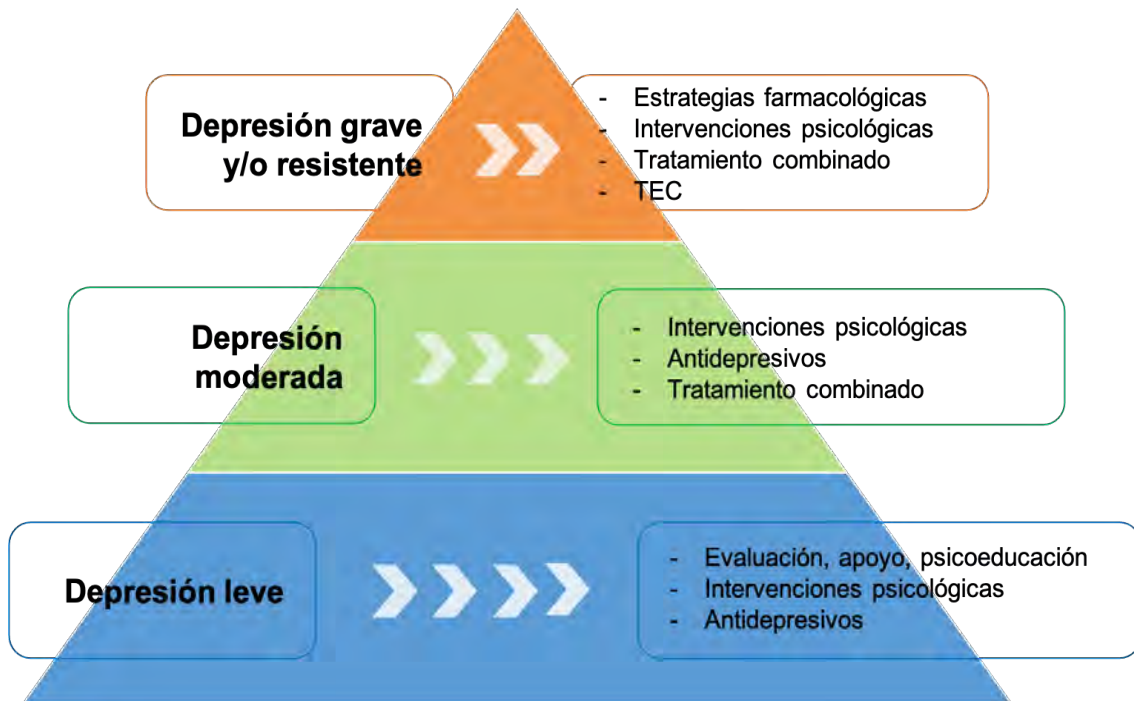 Depresión grave
y/o resistente
- Estrategias farmacológicas
- Intervenciones psicológicas
- Tratamiento combinado
- TEC
Depresión
moderada
- Intervenciones psicológicas
- Antidepresivos
- Tratamiento combinado
Depresión leve
- Evaluación, apoyo, psicoeducación
- Intervenciones psicológicas
- Antidepresivos